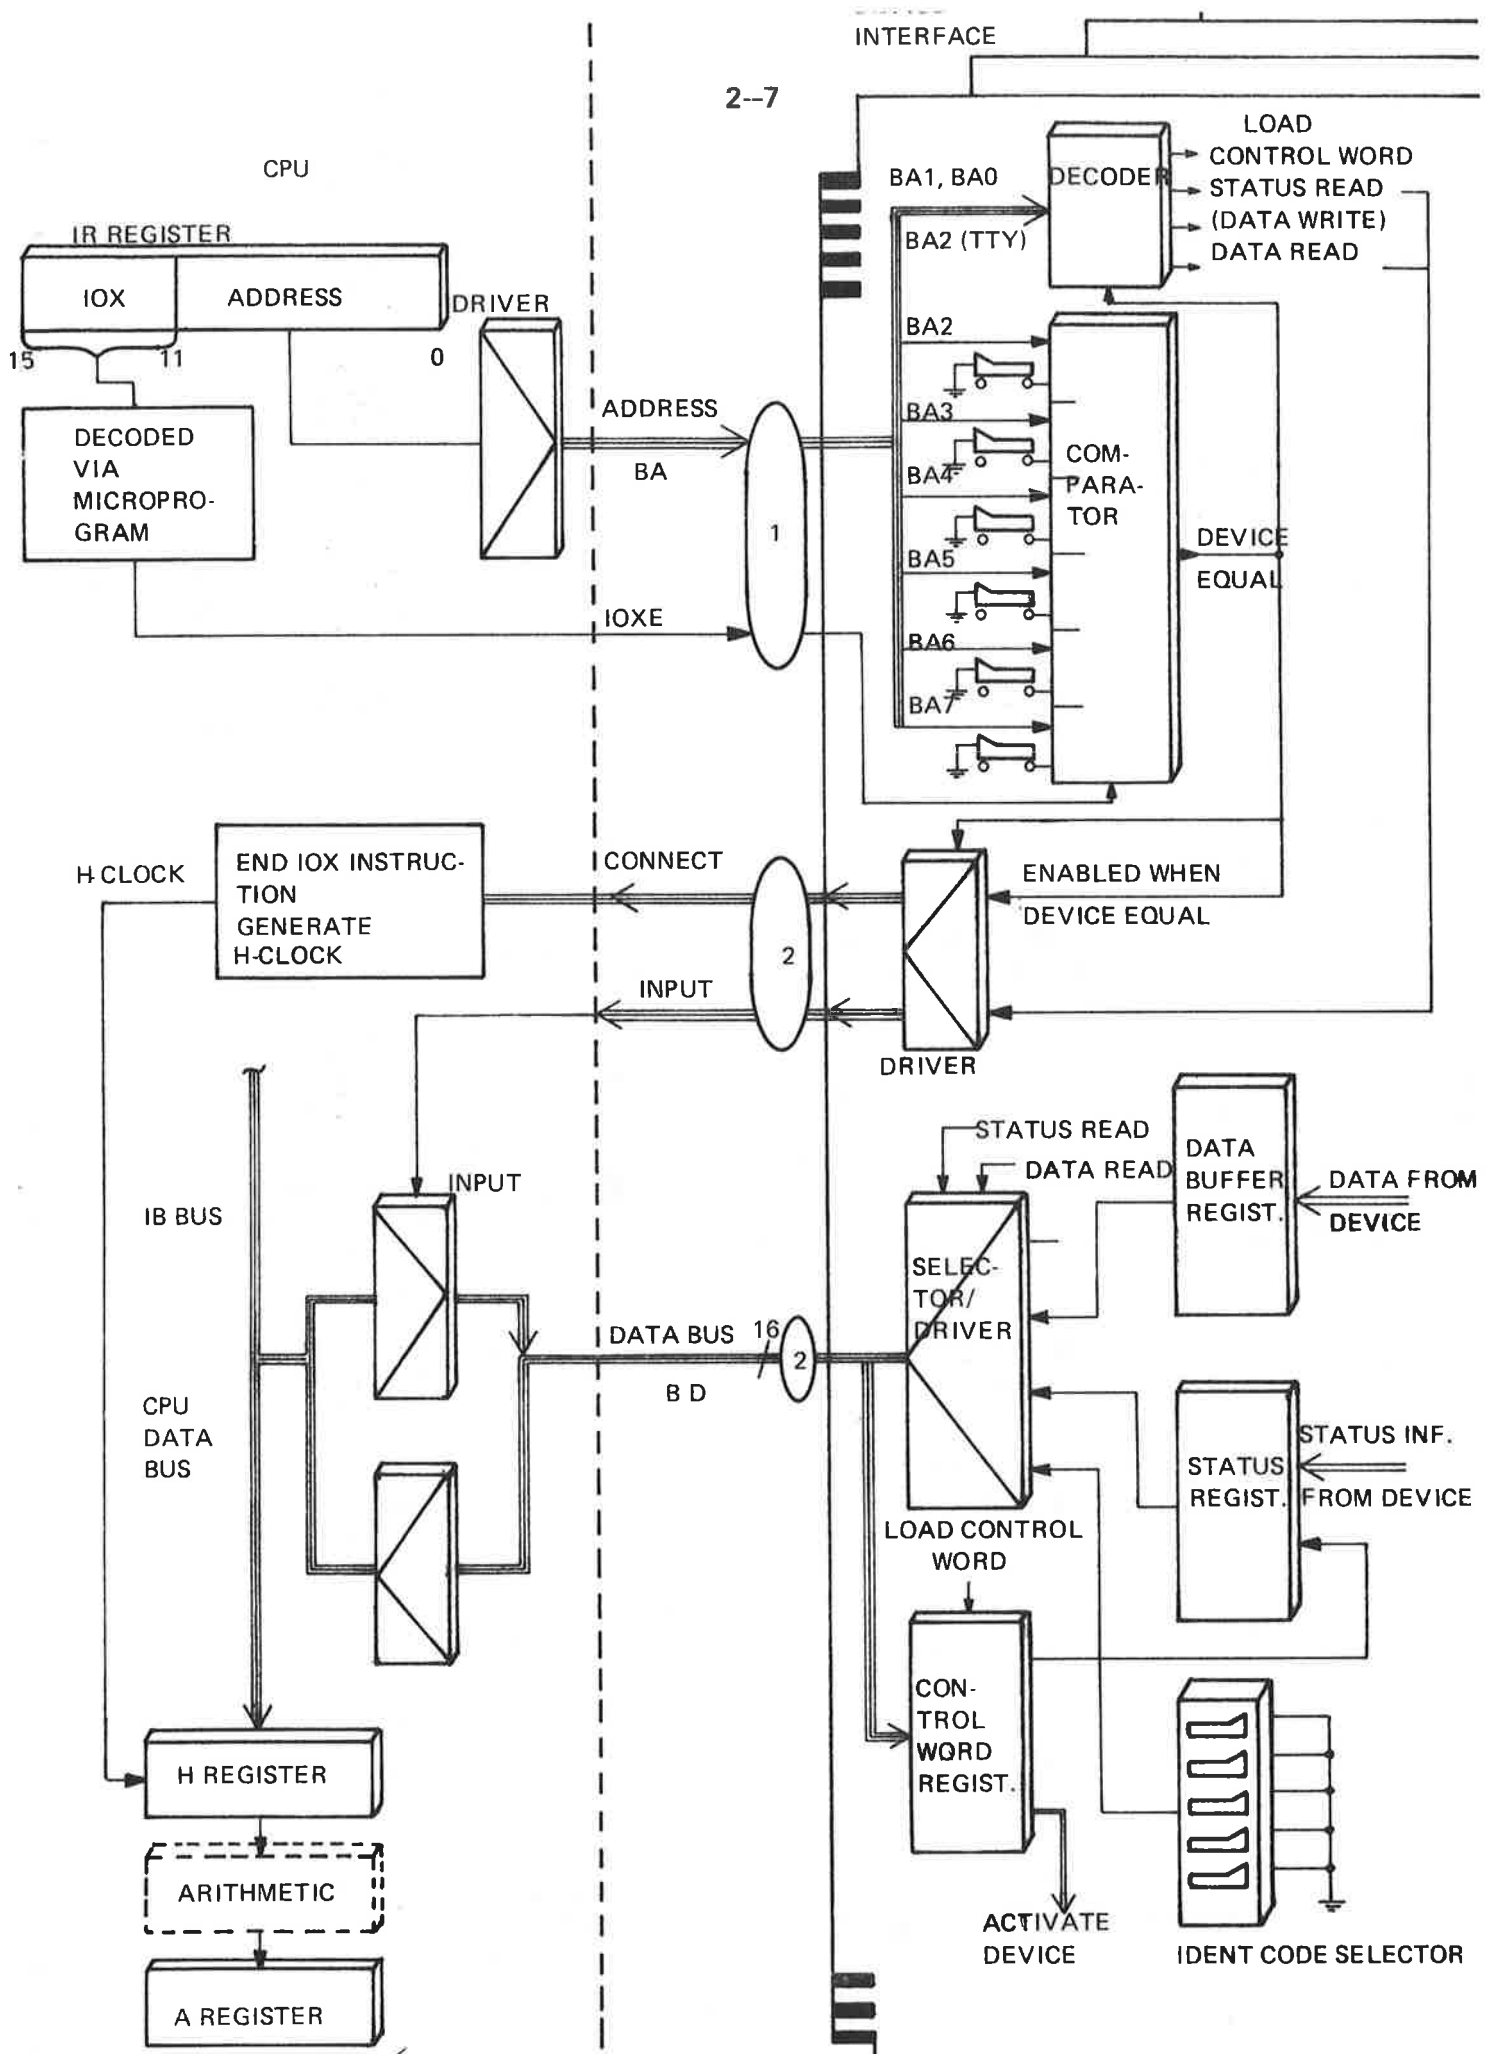 INTERFACE
2--7
CPU
IR REGISTER
IOX
ADDRESS
15
11
0
DRIVER
DECODED
VIA
MICROPRO-
GRAM
ADDRESS
BA
IOXE
1
BA1, BA0
BA2 (TTY)
DECODER
LOAD
CONTROL WORD
STATUS READ
(DATA WRITE)
DATA READ
BA2
BA3
BA4
BA5
BA6
BA7
COM-
PARA-
TOR
DEVICE
EQUAL
H-CLOCK
END IOX INSTRUC-
TION
GENERATE
H-CLOCK
CONNECT
INPUT
2
ENABLED WHEN
DEVICE EQUAL
DRIVER
IB BUS
INPUT
CPU
DATA
BUS
DATA BUS
16
B D
2
STATUS READ
DATA READ
SELEC-
TOR/
DRIVER
DATA
BUFFER
REGIST.
DATA FROM
DEVICE
STATUS
REGIST.
STATUS INF.
FROM DEVICE
LOAD CONTROL
WORD
CON-
TROL
WORD
REGIST.
ACTIVATE
DEVICE
IDENT CODE SELECTOR
H REGISTER
ARITHMETIC
A REGISTER